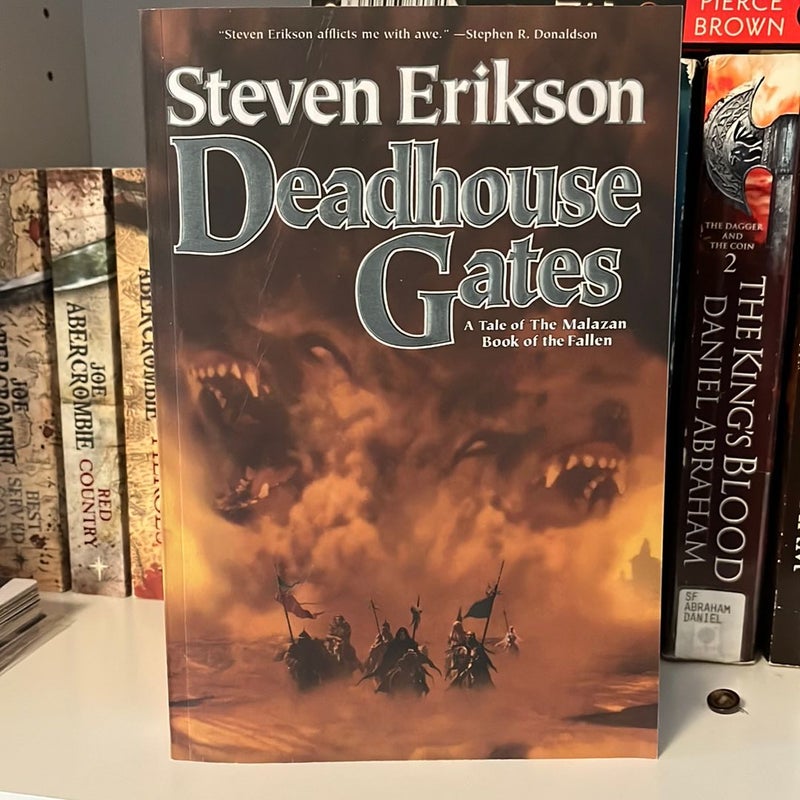 “Steven Erikson afflicts me with awe.” —Stephen R. Donaldson
Steven Erikson
Deadhouse
Gates
A Tale of The Malazan
Book of the Fallen
PIERCE
BROWN
THE DAGGER
AND
THE COIN
2
THE KING'S BLOOD
DANIEL ABRAHAM
SF
ABRAHAM
DANIEL
JOE
ABERCROMBIE
BEST
SERVED
JOE
ABERCROMBIE
RED
COUNTRY
ABERCROMBIE